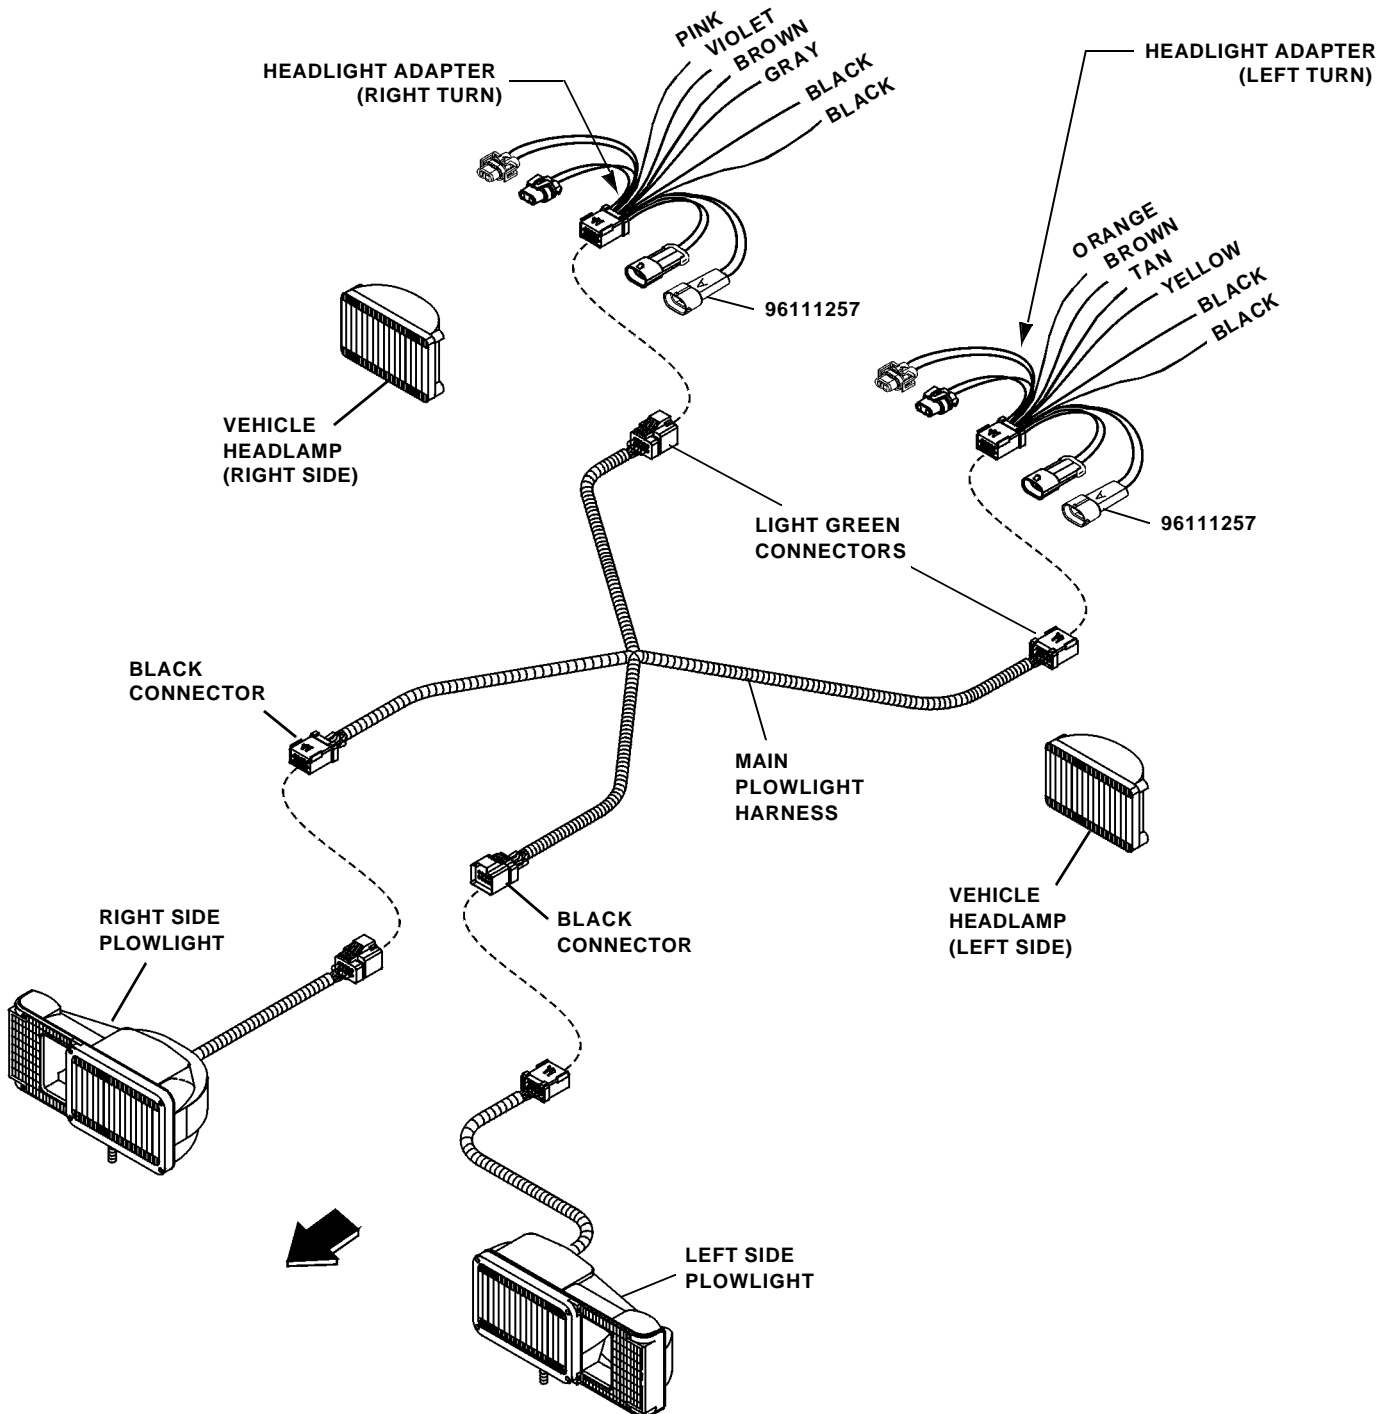 PINK
VIOLET
BROWN
GRAY
BLACK
BLACK
HEADLIGHT ADAPTER
(RIGHT TURN)
HEADLIGHT ADAPTER
(LEFT TURN)
96111257
ORANGE
BROWN
TAN
YELLOW
BLACK
BLACK
VEHICLE
HEADLAMP
(RIGHT SIDE)
LIGHT GREEN
CONNECTORS
96111257
BLACK
CONNECTOR
MAIN
PLOWLIGHT
HARNESS
VEHICLE
HEADLAMP
(LEFT SIDE)
RIGHT SIDE
PLOWLIGHT
BLACK
CONNECTOR
LEFT SIDE
PLOWLIGHT